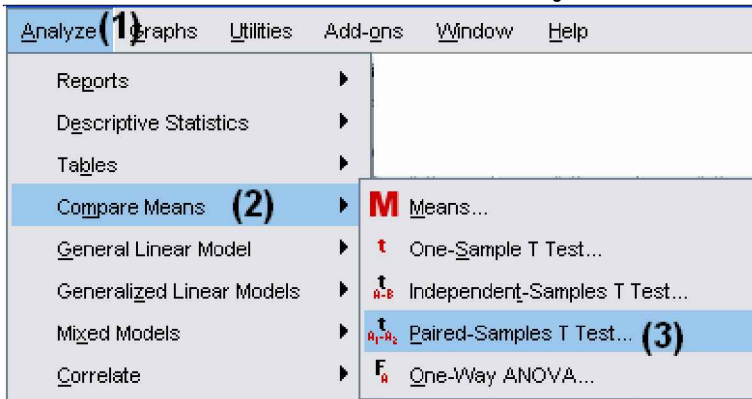 Analyze (1) Graphs Utilities Add-ons Window Help
Reports
Descriptive Statistics
Tables
Compare Means (2)
General Linear Model
Generalized Linear Models
Mixed Models
Correlate
M Means...
t One-Sample T Test...
t A-B Independent-Samples T Test...
t A₁-A₂ Paired-Samples T Test... (3)
F A One-Way ANOVA...